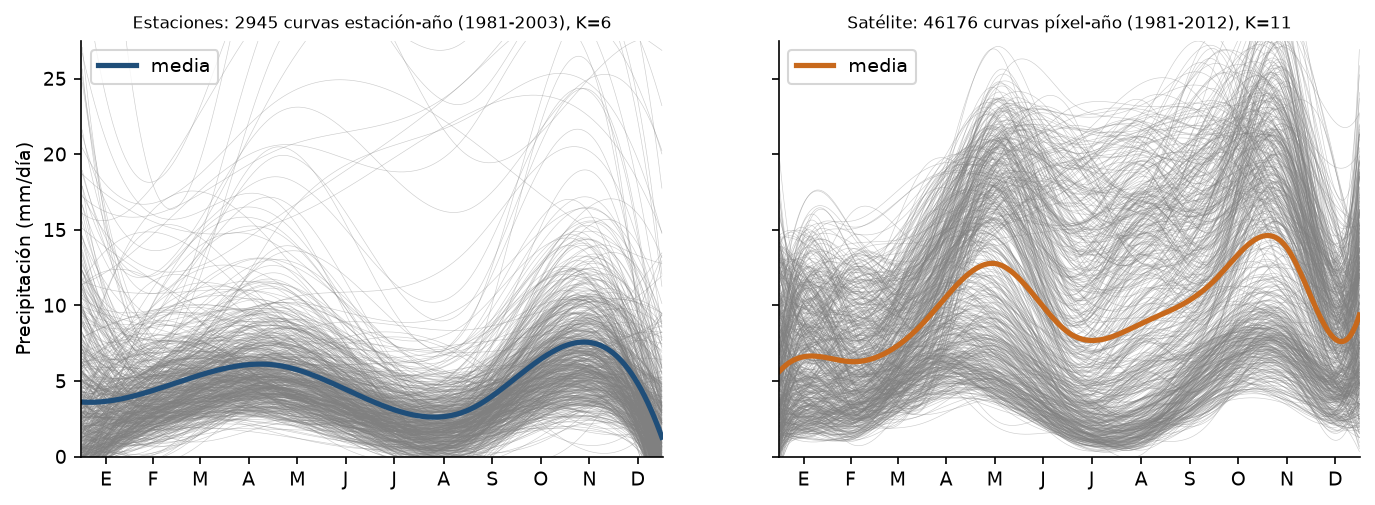 Estaciones: 2945 curvas estación-año (1981-2003), K=6
Satélite: 46176 curvas píxel-año (1981-2012), K=11
media
media
Precipitación (mm/día)
25
20
15
10
5
0
E F M A M J J A S O N D
E F M A M J J A S O N D